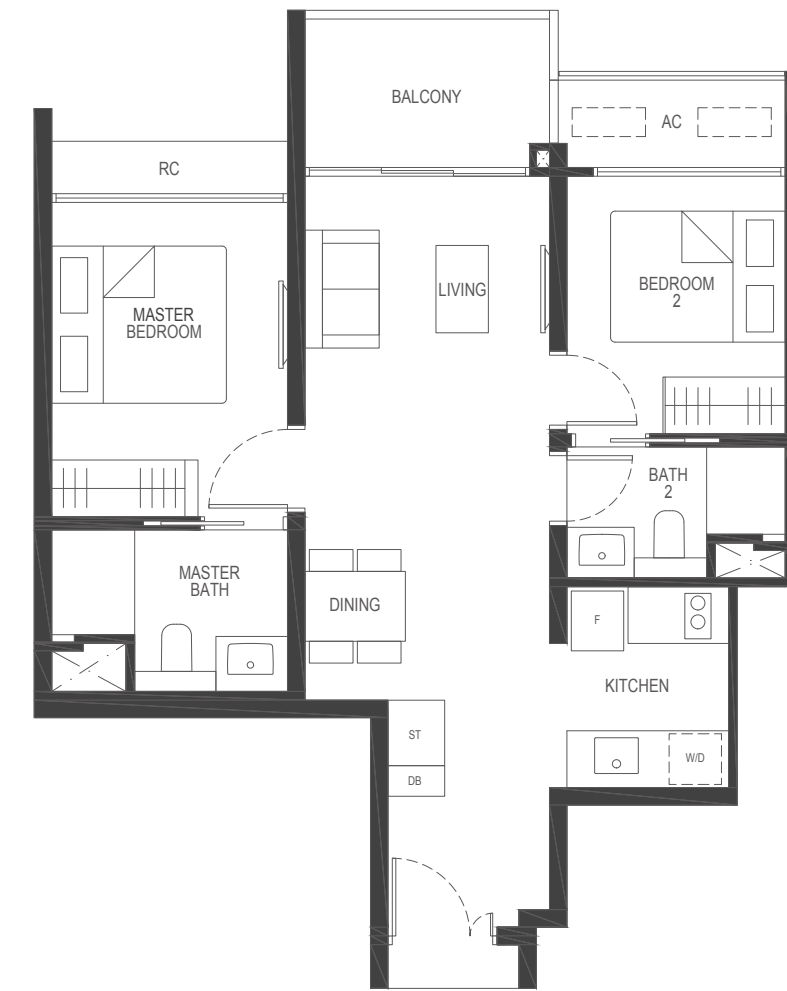 BALCONY
AC
RC
LIVING
BEDROOM
2
MASTER
BEDROOM
BATH
2
MASTER
BATH
DINING
F
KITCHEN
ST
W/D
DB